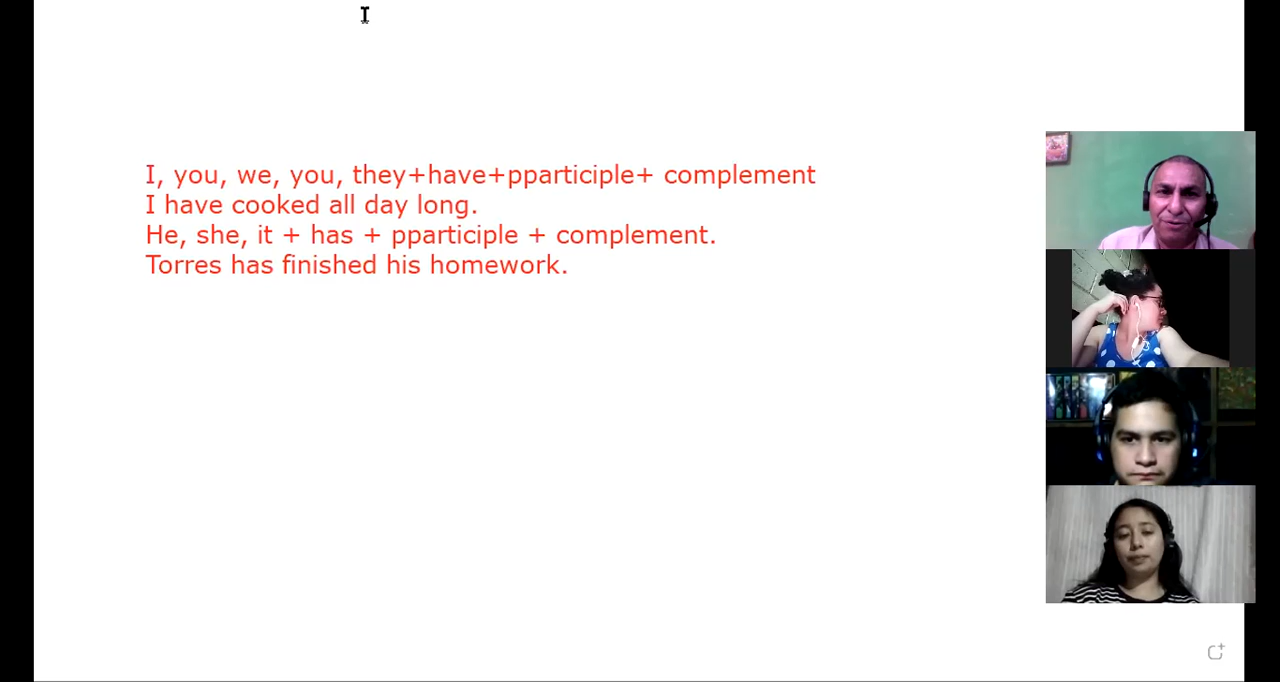 I, you, we, you, they+have+pparticiple+ complement
I have cooked all day long.
He, she, it + has + pparticiple + complement.
Torres has finished his homework.